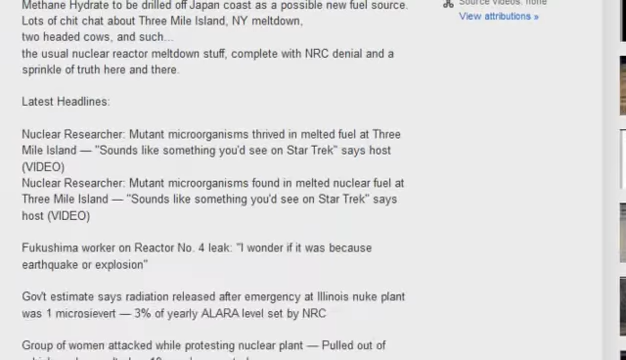 Methane Hydrate to be drilled off Japan coast as a possible new fuel source.
Lots of chit chat about Three Mile Island, NY meltdown,
two headed cows, and such...
the usual nuclear reactor meltdown stuff, complete with NRC denial and a
sprinkle of truth here and there.
Latest Headlines:
Nuclear Researcher: Mutant microorganisms thrived in melted fuel at Three
Mile Island — "Sounds like something you'd see on Star Trek" says host
(VIDEO)
Nuclear Researcher: Mutant microorganisms found in melted nuclear fuel at
Three Mile Island — "Sounds like something you'd see on Star Trek" says
host (VIDEO)
Fukushima worker on Reactor No. 4 leak: "I wonder if it was because
earthquake or explosion"
Gov't estimate says radiation released after emergency at Illinois nuke plant
was 1 microsievert — 3% of yearly ALARA level set by NRC
Group of women attacked while protesting nuclear plant — Pulled out of
Source videos: none
View attributions »